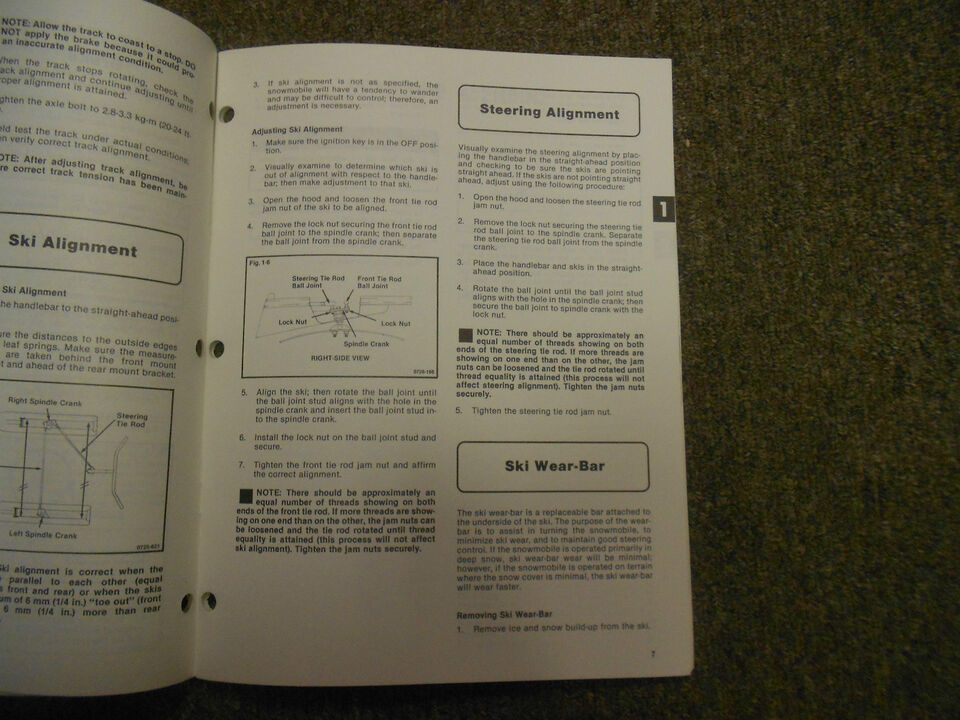 NOTE: Allow the track to coast to a stop. DO
NOT apply the brake because it could pro-
an inaccurate alignment condition.
hen the track stops rotating, check the
ack alignment and continue adjusting until
oper alignment is attained.
ghten the axle bolt to 2.8-3.3 kg-m (20-24 ft-
eld test the track under actual conditions,
en verify correct track alignment.
OTE: After adjusting track alignment, be
re correct track tension has been main-
Ski Alignment
Ski Alignment
he handlebar to the straight-ahead posi-
ure the distances to the outside edges
leaf springs. Make sure the measure-
are taken behind the front mount
t and ahead of the rear mount bracket.
Right Spindle Crank
Steering
Tie Rod
Left Spindle Crank
0725-621
Ski alignment is correct when the
parallel to each other (equal
s front and rear) or when the skis
um of 6 mm (1/4 in.) "toe out" (front
6 mm (1/4 in.) more than rear
3. If ski alignment is not as specified, the
snowmobile will have a tendency to wander
and may be difficult to control; therefore, an
adjustment is necessary.
Adjusting Ski Alignment
1. Make sure the ignition key is in the OFF posi-
tion.
2. Visually examine to determine which ski is
out of alignment with respect to the handle-
bar; then make adjustment to that ski.
3. Open the hood and loosen the front tie rod
jam nut of the ski to be aligned.
4. Remove the lock nut securing the front tie rod
ball joint to the spindle crank; then separate
the ball joint from the spindle crank.
Fig. 1-6
Steering Tie Rod
Ball Joint
Front Tie Rod
Ball Joint
Lock Nut
Lock Nut
Spindle Crank
RIGHT-SIDE VIEW
0726-198
5. Align the ski; then rotate the ball joint until
the ball joint stud aligns with the hole in the
spindle crank and insert the ball joint stud in-
to the spindle crank.
6. Install the lock nut on the ball joint stud and
secure.
7. Tighten the front tie rod jam nut and affirm
the correct alignment.
NOTE: There should be approximately an
equal number of threads showing on both
ends of the front tie rod. If more threads are show-
ing on one end than on the other, the jam nuts can
be loosened and the tie rod rotated until thread
equality is attained (this process will not affect
ski alignment). Tighten the jam nuts securely.
Steering Alignment
Visually examine the steering alignment by plac-
ing the handlebar in the straight-ahead position
and checking to be sure the skis are pointing
straight ahead. If the skis are not pointing straight
ahead, adjust using the following procedure:
1. Open the hood and loosen the steering tie rod
jam nut.
2. Remove the lock nut securing the steering tie
rod ball joint to the spindle crank. Separate
the steering tie rod ball joint from the spindle
crank.
3. Place the handlebar and skis in the straight-
ahead position.
4. Rotate the ball joint until the ball joint stud
aligns with the hole in the spindle crank; then
secure the ball joint to spindle crank with the
lock nut.
NOTE: There should be approximately an
equal number of threads showing on both
ends of the steering tie rod. If more threads are
showing on one end than on the other, the jam
nuts can be loosened and the tie rod rotated until
thread equality is attained (this process will not
affect steering alignment). Tighten the jam nuts
securely.
5. Tighten the steering tie rod jam nut.
Ski Wear-Bar
The ski wear-bar is a replaceable bar attached to
the underside of the ski. The purpose of the wear-
bar is to assist in turning the snowmobile, to
minimize ski wear, and to maintain good steering
control. If the snowmobile is operated primarily in
deep snow, ski wear-bar wear will be minimal;
however, if the snowmobile is operated on terrain
where the snow cover is minimal, the ski wear-bar
will wear faster.
Removing Ski Wear-Bar
1. Remove ice and snow build-up from the ski.
1
7